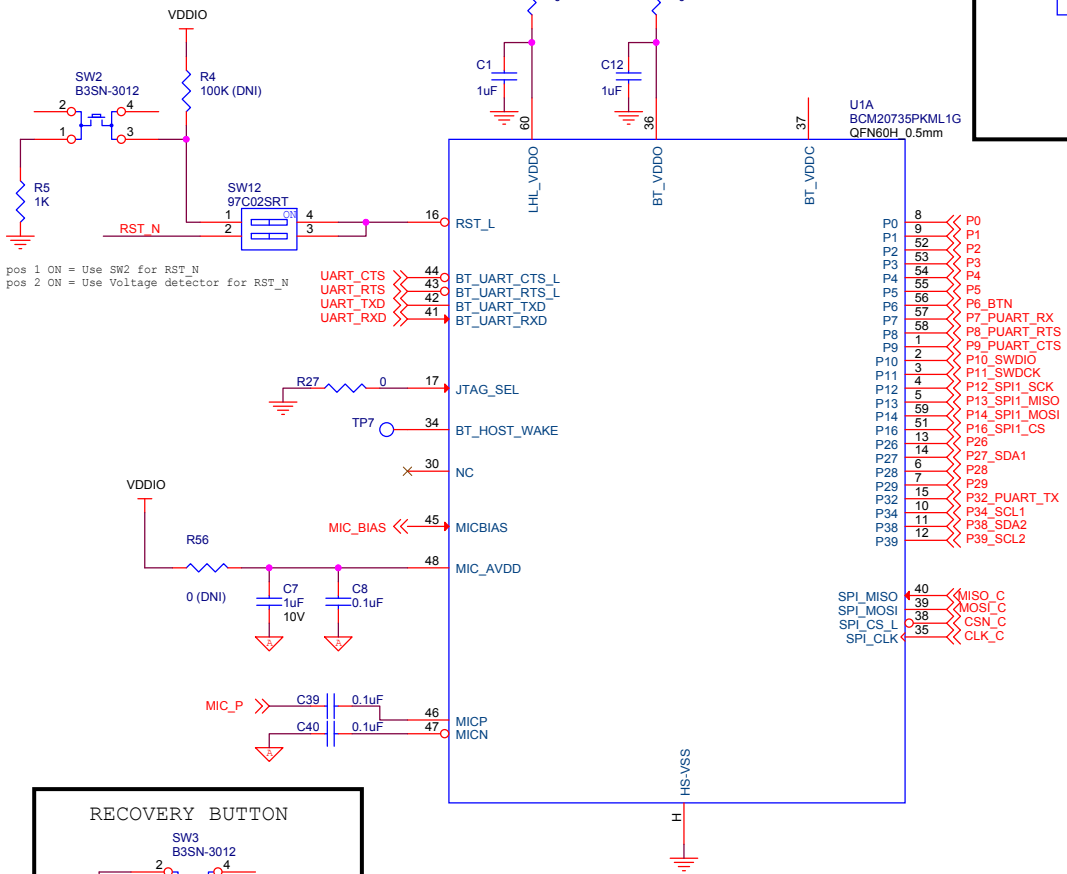 VDDIO
SW2
B3SN-3012
2
4
1
3
R4
100K (DNI)
R5
1K
SW12
97C02SRT
ON
1
4
2
3
RST_N
pos 1 ON = Use SW2 for RST_N
pos 2 ON = Use Voltage detector for RST_N
C1
1uF
C12
1uF
60
36
37
U1A
BCM20735PKML1G
QFN60H_0.5mm
LHL_VDDO
BT_VDDO
BT_VDDC
16 RST_L
UART_CTS 44 BT_UART_CTS_L
UART_RTS 43 BT_UART_RTS_L
UART_TXD 42 BT_UART_TXD
UART_RXD 41 BT_UART_RXD
R27 0 17 JTAG_SEL
TP7 34 BT_HOST_WAKE
30 NC
MIC_BIAS 45 MICBIAS
VDDIO
R56
0 (DNI)
48 MIC_AVDD
C7
1uF
10V
C8
0.1uF
A
A
MIC_P C39 0.1uF 46 MICP
C40 0.1uF 47 MICN
A
P0 8 P0
P1 9 P1
P2 52 P2
P3 53 P3
P4 54 P4
P5 55 P5
P6 56 P6_BTN
P7 57 P7_PUART_RX
P8 58 P8_PUART_RTS
P9 1 P9_PUART_CTS
P10 2 P10_SWDIO
P11 3 P11_SWDCK
P12 4 P12_SPI1_SCK
P13 5 P13_SPI1_MISO
P14 59 P14_SPI1_MOSI
P16 51 P16_SPI1_CS
P26 13 P26
P27 14 P27_SDA1
P28 6 P28
P29 7 P29
P32 15 P32_PUART_TX
P34 10 P34_SCL1
P38 11 P38_SDA2
P39 12 P39_SCL2
SPI_MISO 40 MISO_C
SPI_MOSI 39 MOSI_C
SPI_CS_L 38 CSN_C
SPI_CLK 35 CLK_C
HS-VSS
H
RECOVERY BUTTON
SW3
B3SN-3012
2
4